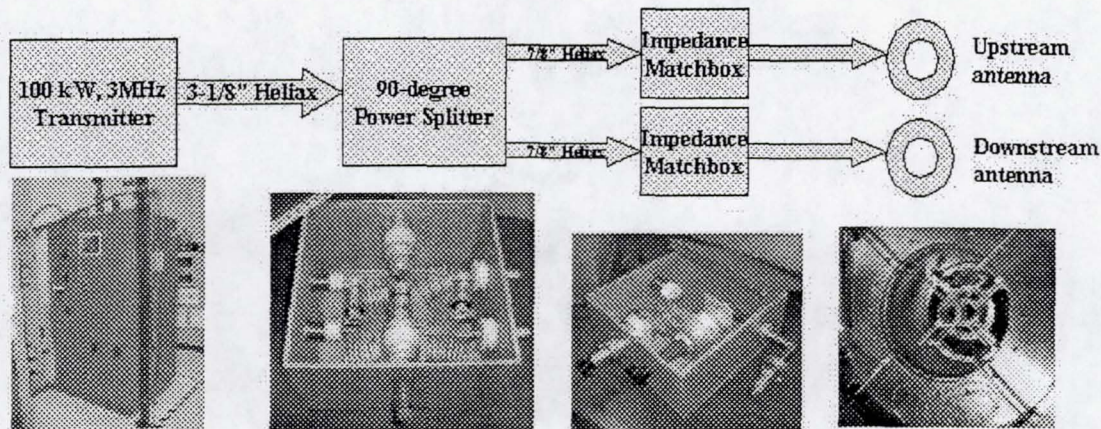 100 kW, 3MHz
Transmitter
3-1/8" Heliax
90-degree
Power Splitter
7/8" Heliax
Impedance
Matchbox
Upstream
antenna
7/8" Heliax
Impedance
Matchbox
Downstream
antenna